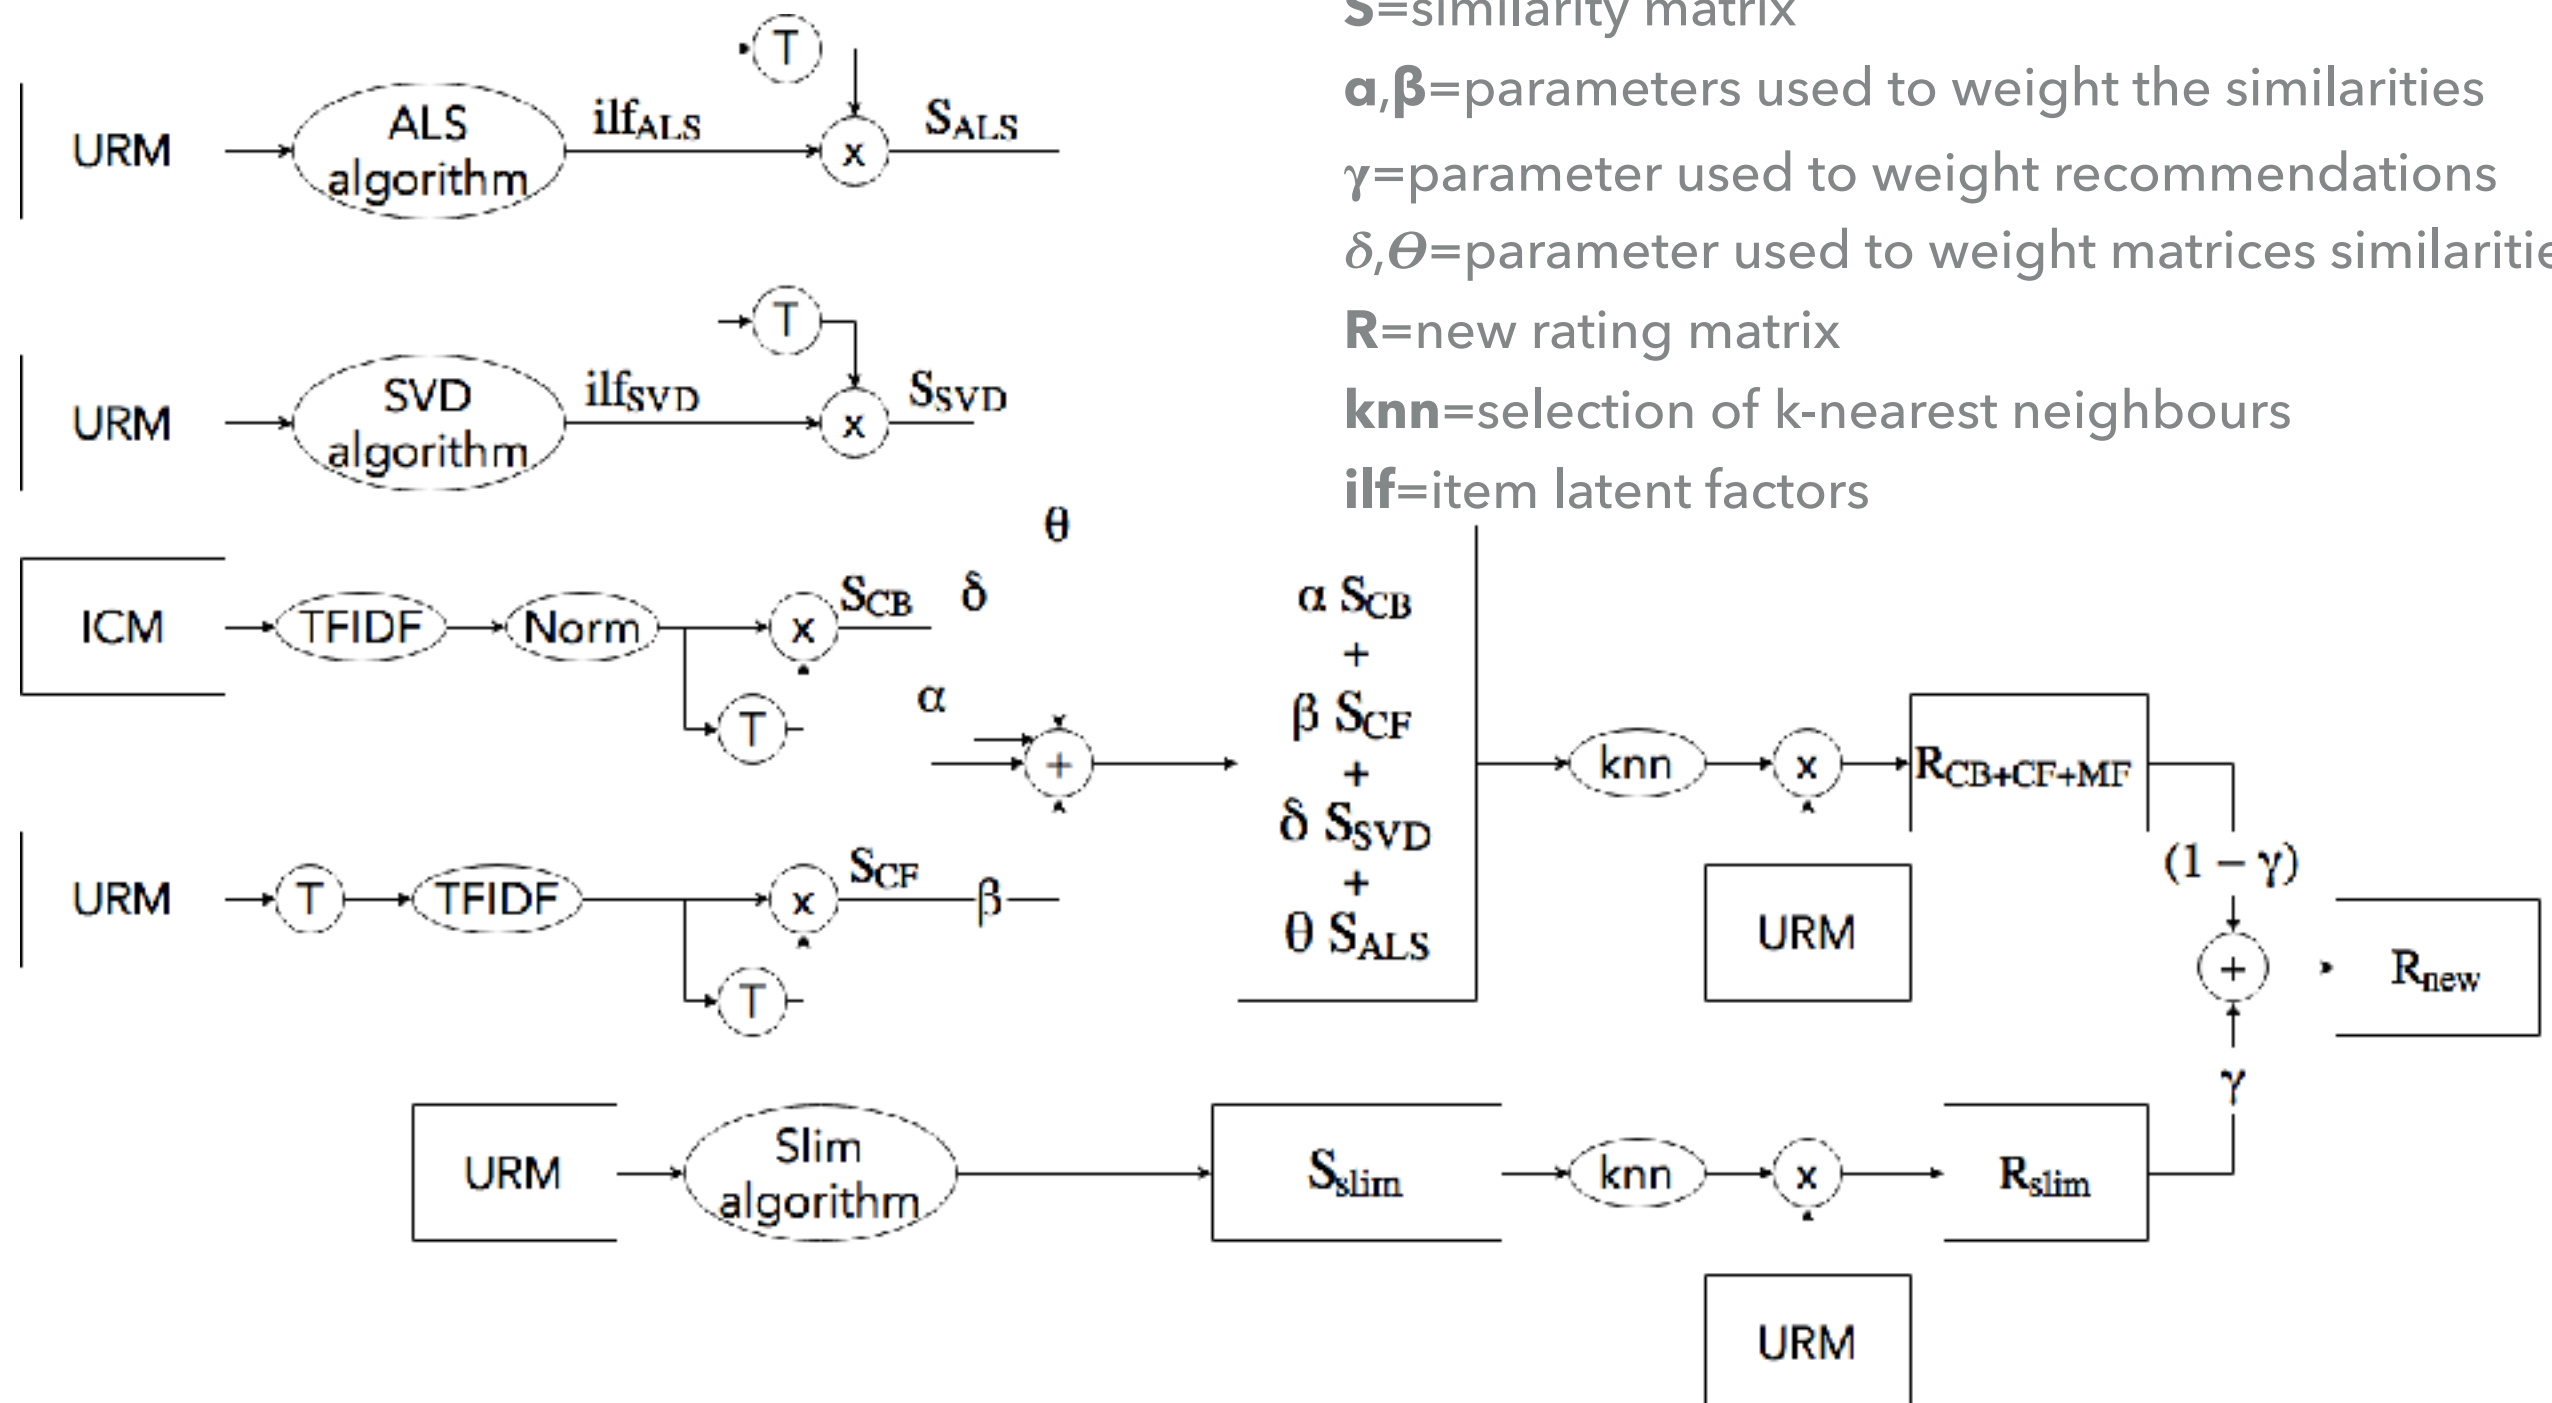 S=similarity matrix
α,β=parameters used to weight the similarities
γ=parameter used to weight recommendations
δ,Θ=parameter used to weight matrices similaritie
R=new rating matrix
knn=selection of k-nearest neighbours
ilf=item latent factors
T
URM
ALS
algorithm
ilfALS
x
SALS
T
URM
SVD
algorithm
ilfSVD
x
SSVD
θ
ICM
TFIDF
Norm
x
SCB
δ
T
α
+
URM
T
TFIDF
x
SCF
β
T
α SCB
+
β SCF
+
δ SSVD
+
θ SALS
knn
x
RCB+CF+MF
URM
(1 − γ)
+
Rnew
γ
URM
Slim
algorithm
Sslim
knn
x
Rslim
URM